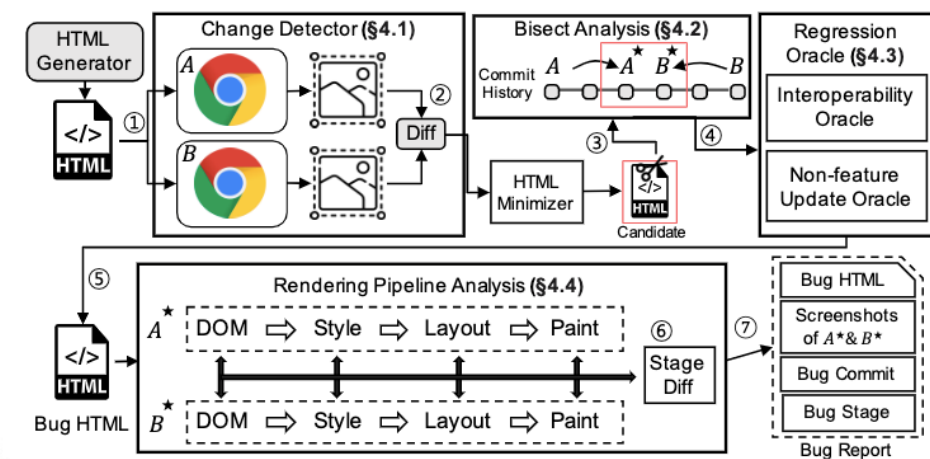 HTML
Generator
</>
HTML
①
Change Detector (§4.1)
A
B
②
Diff
Bisect Analysis (§4.2)
Commit
History
A
A★
B★
B
③
④
HTML
Minimizer
</>
HTML
Candidate
Regression
Oracle (§4.3)
Interoperability
Oracle
Non-feature
Update Oracle
⑤
</>
HTML
Bug HTML
Rendering Pipeline Analysis (§4.4)
A★
DOM
Style
Layout
Paint
B★
DOM
Style
Layout
Paint
⑥
Stage
Diff
⑦
Bug HTML
Screenshots
of A★& B★
Bug Commit
Bug Stage
Bug Report